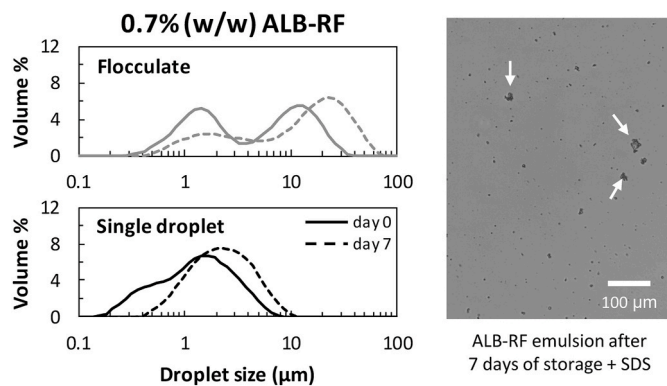 0.7% (w/w) ALB-RF
Volume %
12
8
4
0
Flocculate
0.1
1
10
100
Volume %
12
8
4
0
Single droplet
day 0
day 7
0.1
1
10
100
Droplet size (μm)
100 μm
ALB-RF emulsion after
7 days of storage + SDS